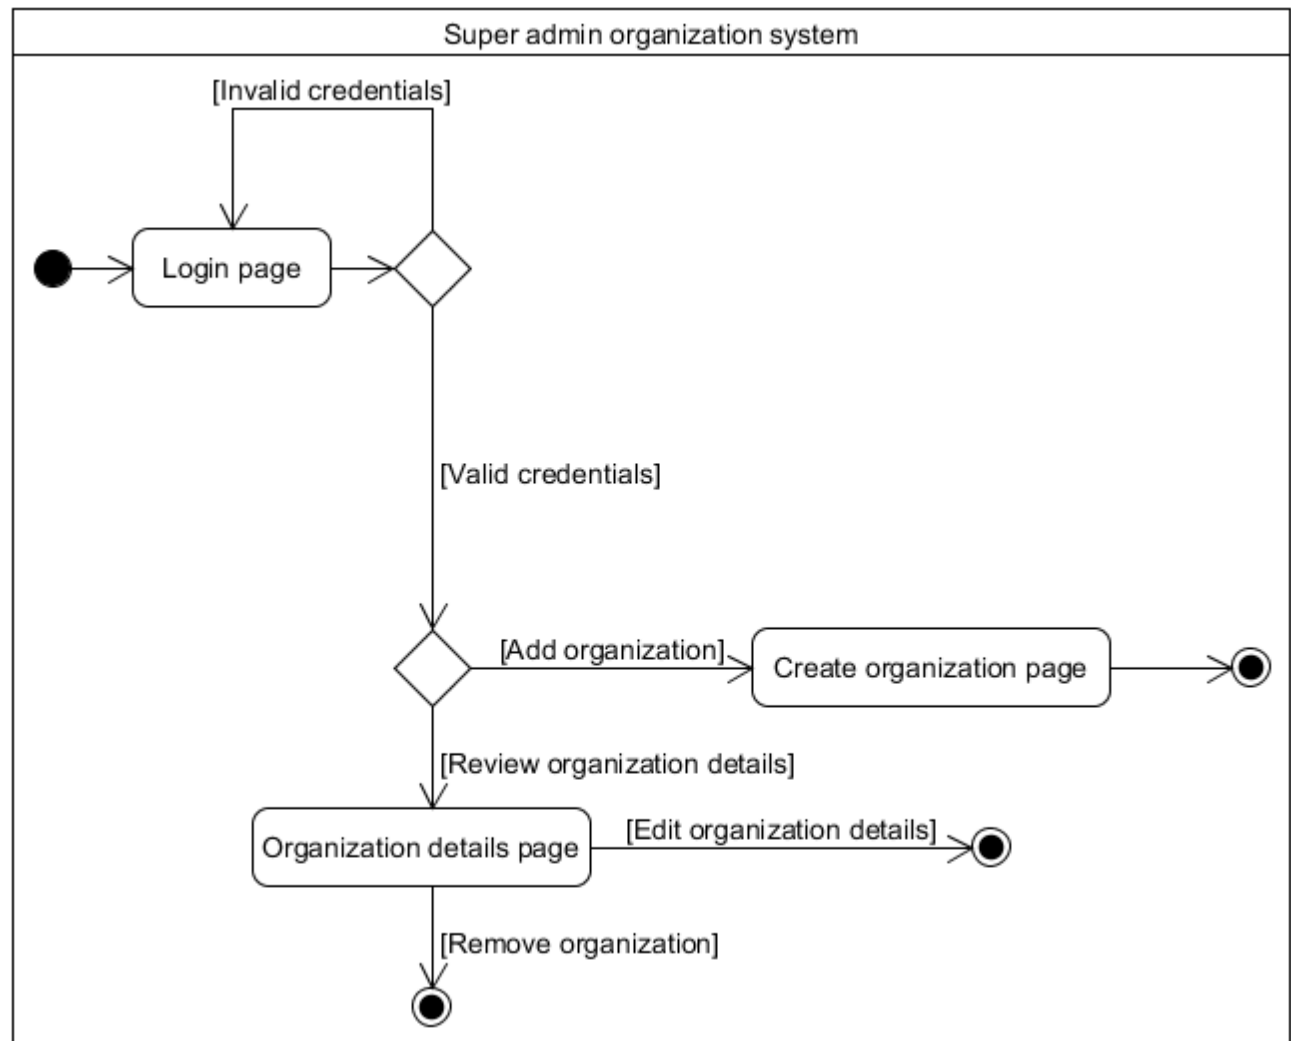 Super admin organization system
[Invalid credentials]
Login page
[Valid credentials]
[Add organization]
Create organization page
[Review organization details]
[Edit organization details]
Organization details page
[Remove organization]